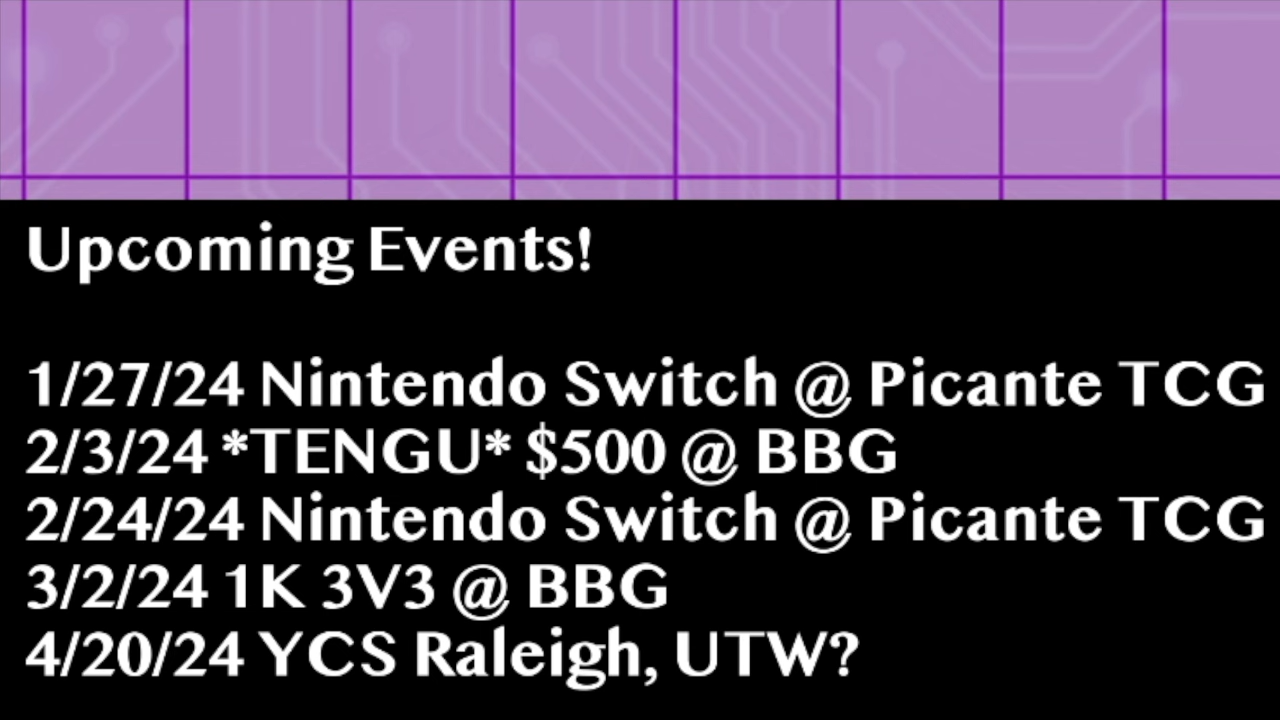 Upcoming Events!
1/27/24 Nintendo Switch @ Picante TCG
2/3/24 *TENGU* $500 @ BBG
2/24/24 Nintendo Switch @ Picante TCG
3/2/24 1K 3V3 @ BBG
4/20/24 YCS Raleigh, UTW?